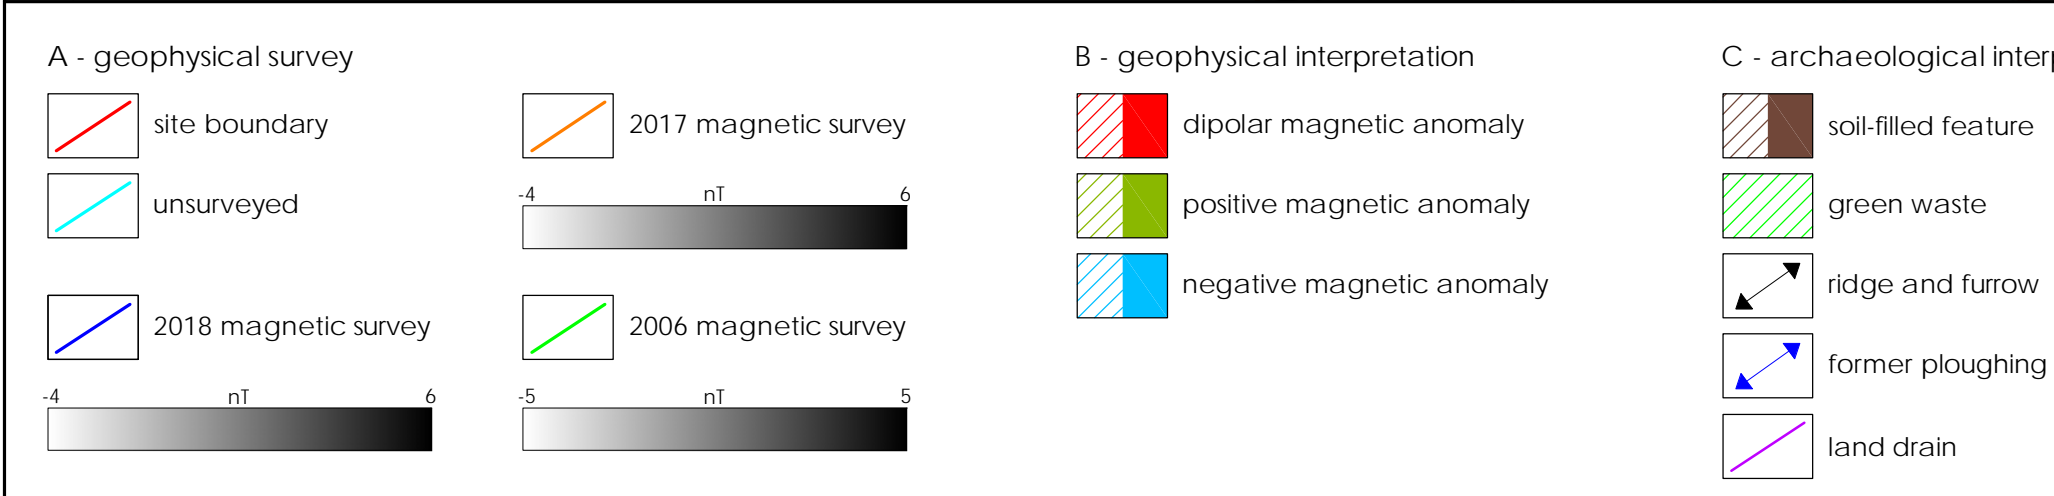 A - geophysical survey
site boundary
unsurveyed
2018 magnetic survey
-4 nT 6
2017 magnetic survey
-4 nT 6
2006 magnetic survey
-5 nT 5
B - geophysical interpretation
dipolar magnetic anomaly
positive magnetic anomaly
negative magnetic anomaly
C - archaeological interp
soil-filled feature
green waste
ridge and furrow
former ploughing
land drain